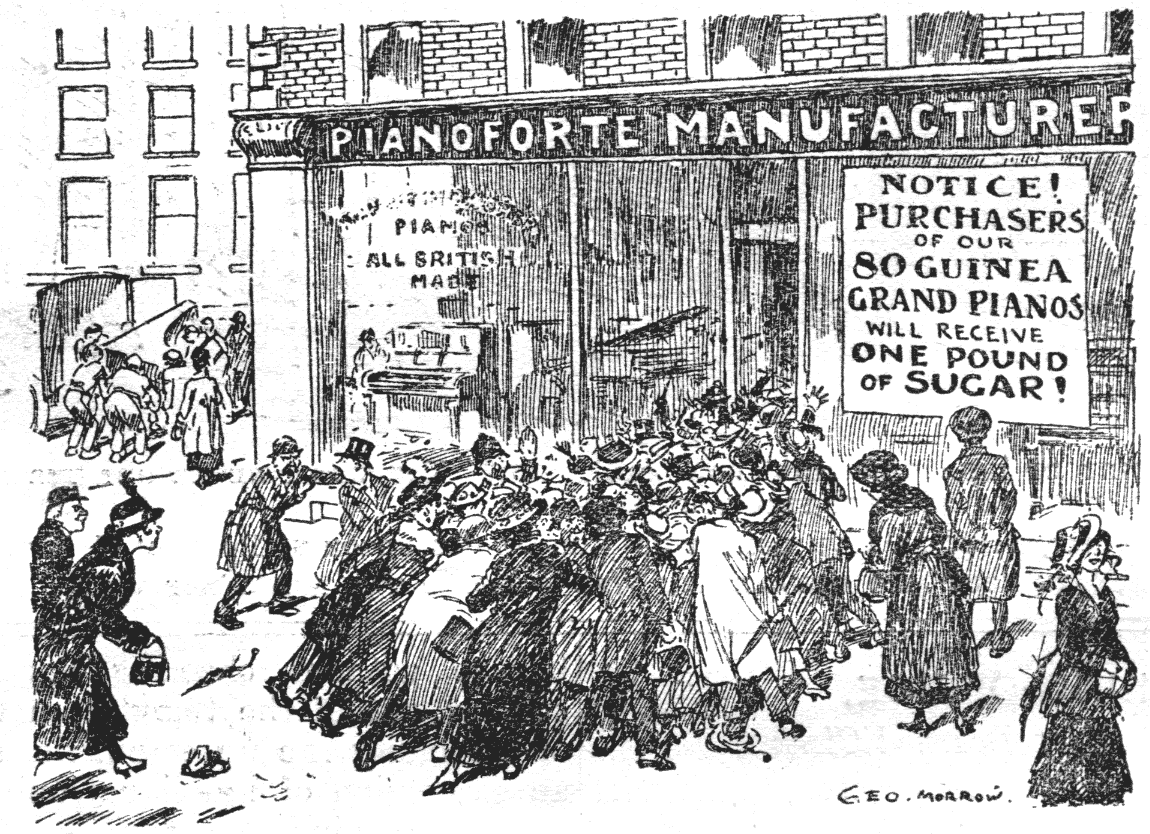 PIANOFORTE MANUFACTURER
PIANOS
ALL BRITISH
MADE
NOTICE!
PURCHASERS
OF OUR
80 GUINEA
GRAND PIANOS
WILL RECEIVE
ONE POUND
OF SUGAR!
GEO. MORROW.